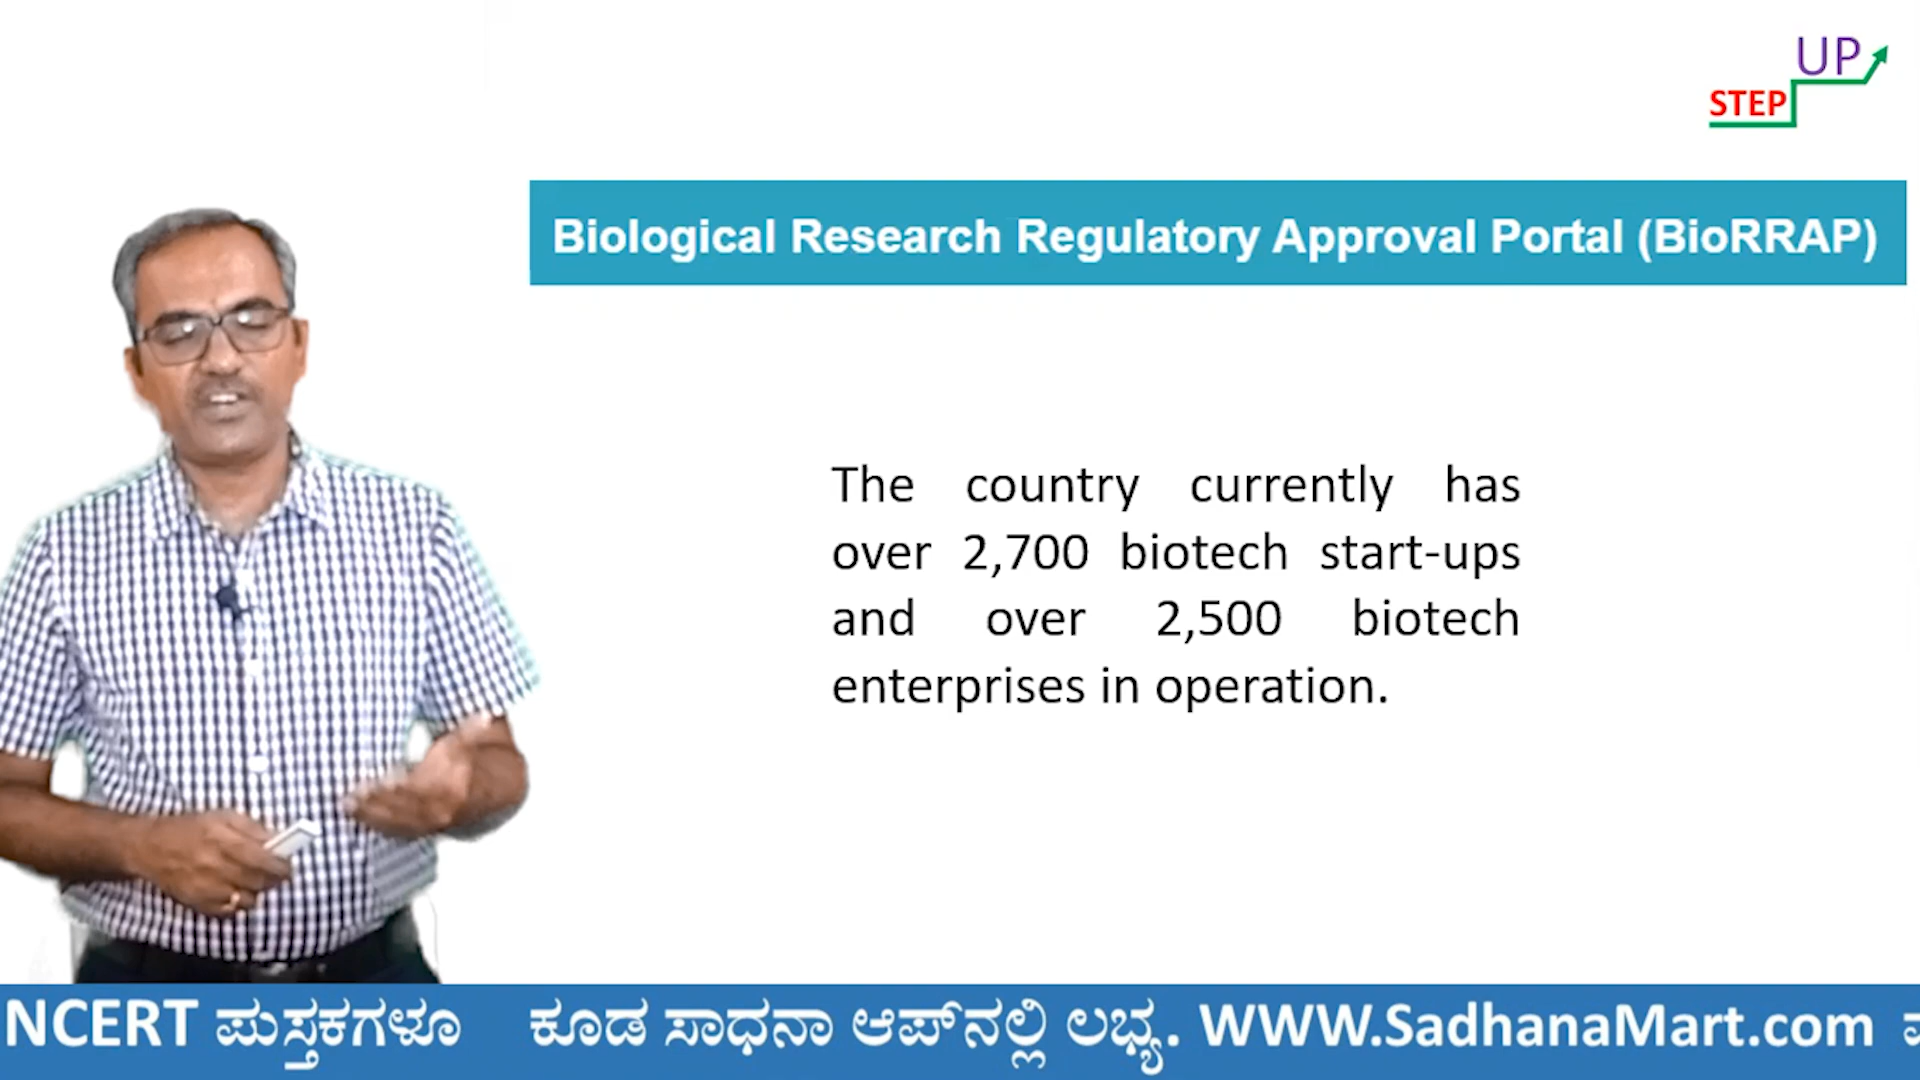 UP
STEP
Biological Research Regulatory Approval Portal (BioRRAP)
The country currently has
over 2,700 biotech start-ups
and over 2,500 biotech
enterprises in operation.
NCERT ಪುಸ್ತಕಗಳೂ ಕೂಡ ಸಾಧನಾ ಆಪ್‌ನಲ್ಲಿ ಲಭ್ಯ. WWW.SadhanaMart.com